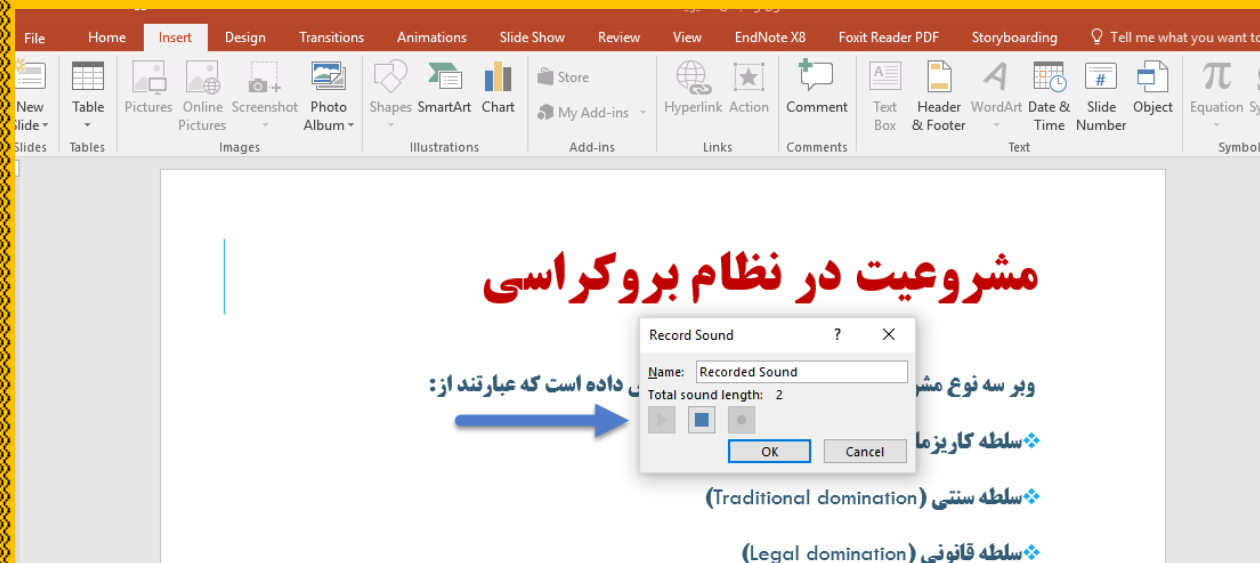 File Home Insert Design Transitions Animations Slide Show Review View EndNote X8 Foxit Reader PDF Storyboarding Tell me what you want to
New Table Pictures Online Screenshot Photo Shapes SmartArt Chart Store Hyperlink Action Comment Text Header WordArt Date & Slide Object Equation
Slide Pictures Album My Add-ins Box & Footer Time Number
Slides Tables Images Illustrations Add-ins Links Comments Text Symbol
مشروعیت در نظام بروکراسی
Record Sound ? ×
Name: Recorded Sound
Total sound length: 2
OK Cancel
وبر سه نوع داده است که عبارتند از:
سلطه کاریزما
سلطه سنتی (Traditional domination)
سلطه قانونی (Legal domination)